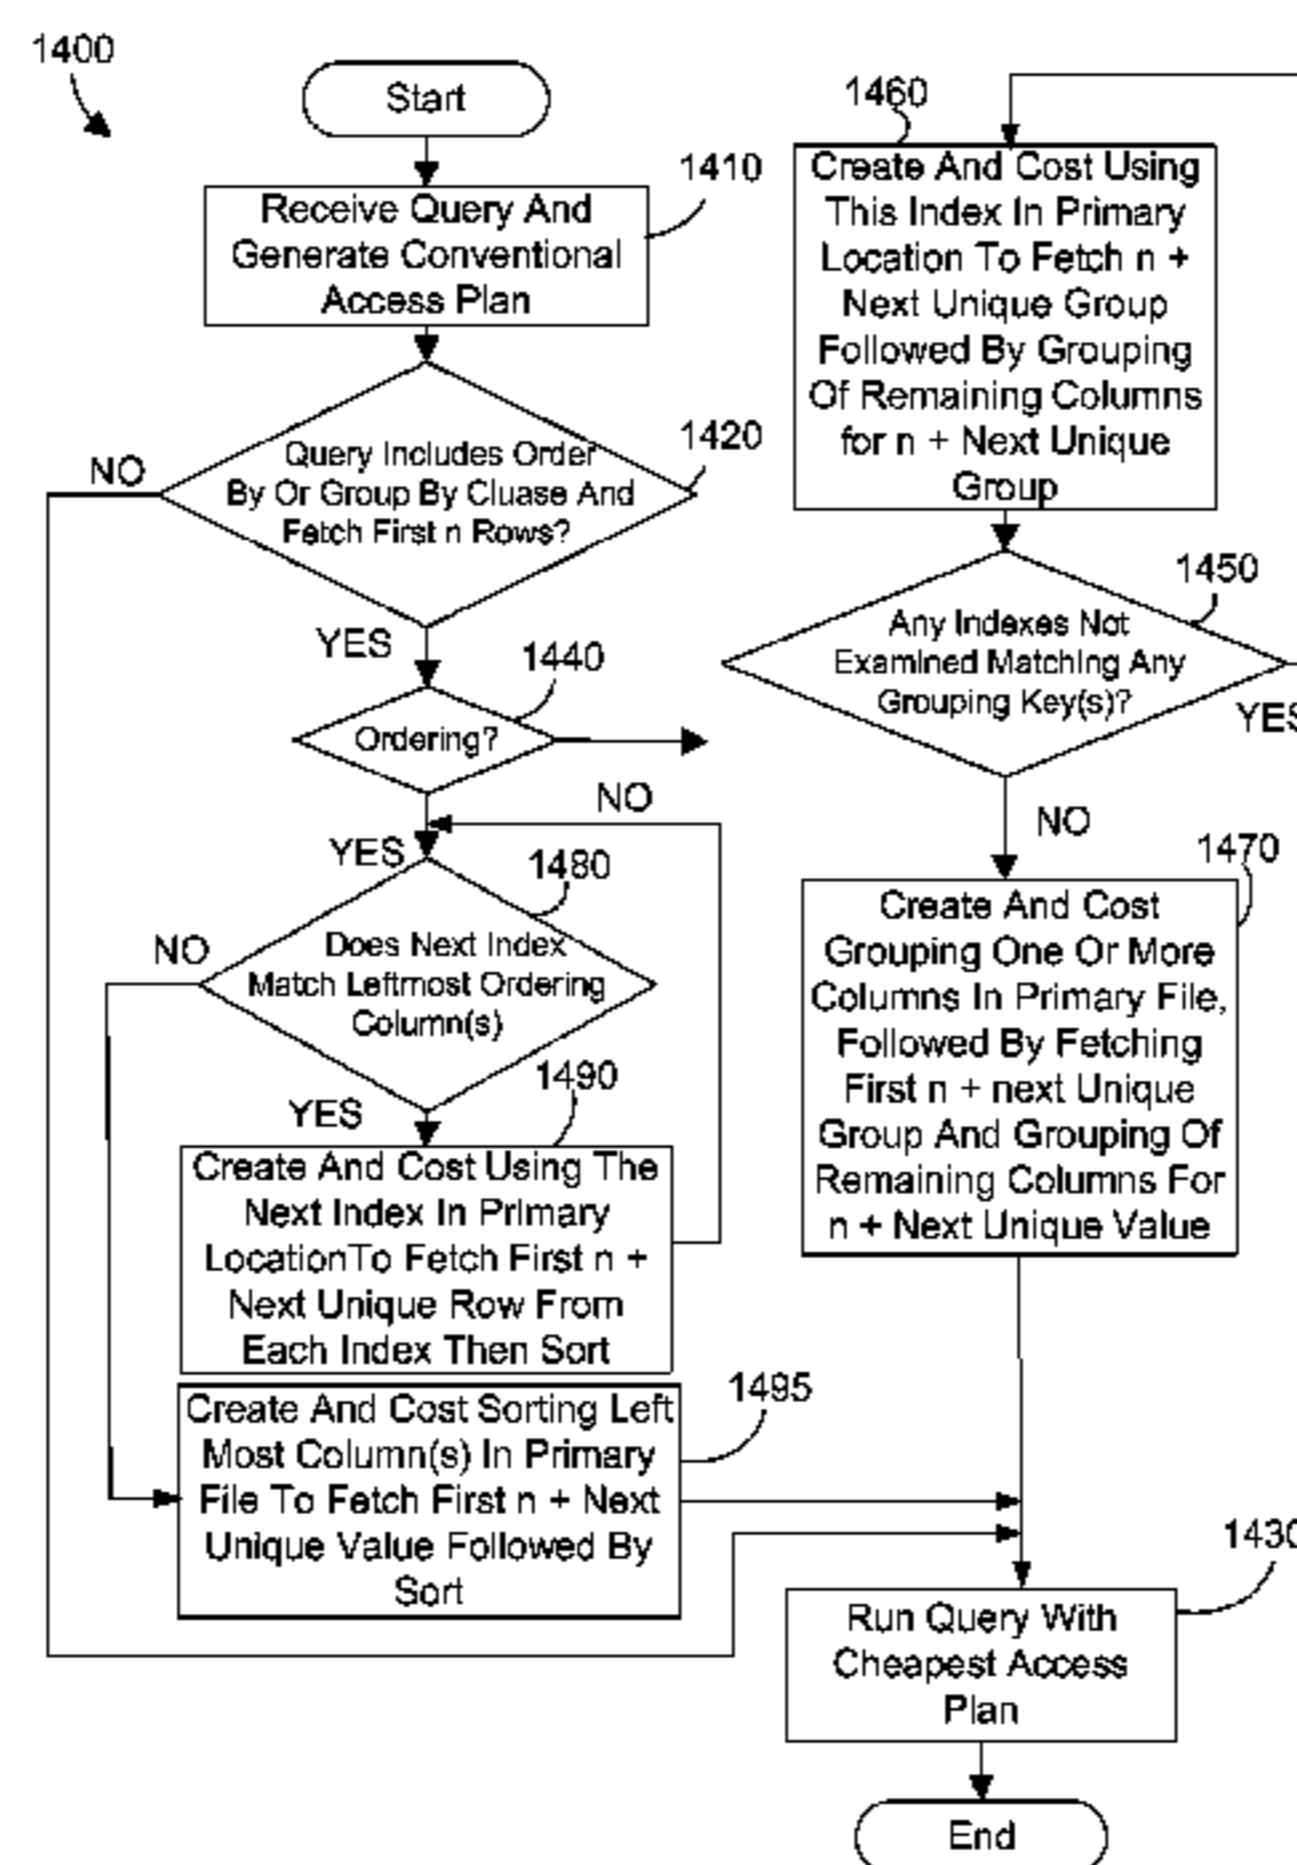 1400
Start
1410
Receive Query And
Generate Conventional
Access Plan
1420
Query Includes Order
By Or Group By Cluase And
Fetch First n Rows?
NO
YES
1440
Ordering?
NO
YES
1480
Does Next Index
Match Leftmost Ordering
Column(s)
NO
YES
1490
Create And Cost Using The
Next Index In Primary
LocationTo Fetch First n +
Next Unique Row From
Each Index Then Sort
1495
Create And Cost Sorting Left
Most Column(s) In Primary
File To Fetch First n + Next
Unique Value Followed By
Sort
1460
Create And Cost Using
This Index In Primary
Location To Fetch n +
Next Unique Group
Followed By Grouping
Of Remaining Columns
for n + Next Unique
Group
1450
Any Indexes Not
Examined Matching Any
Grouping Key(s)?
YES
NO
1470
Create And Cost
Grouping One Or More
Columns In Primary File,
Followed By Fetching
First n + next Unique
Group And Grouping Of
Remaining Columns For
n + Next Unique Value
1430
Run Query With
Cheapest Access
Plan
End